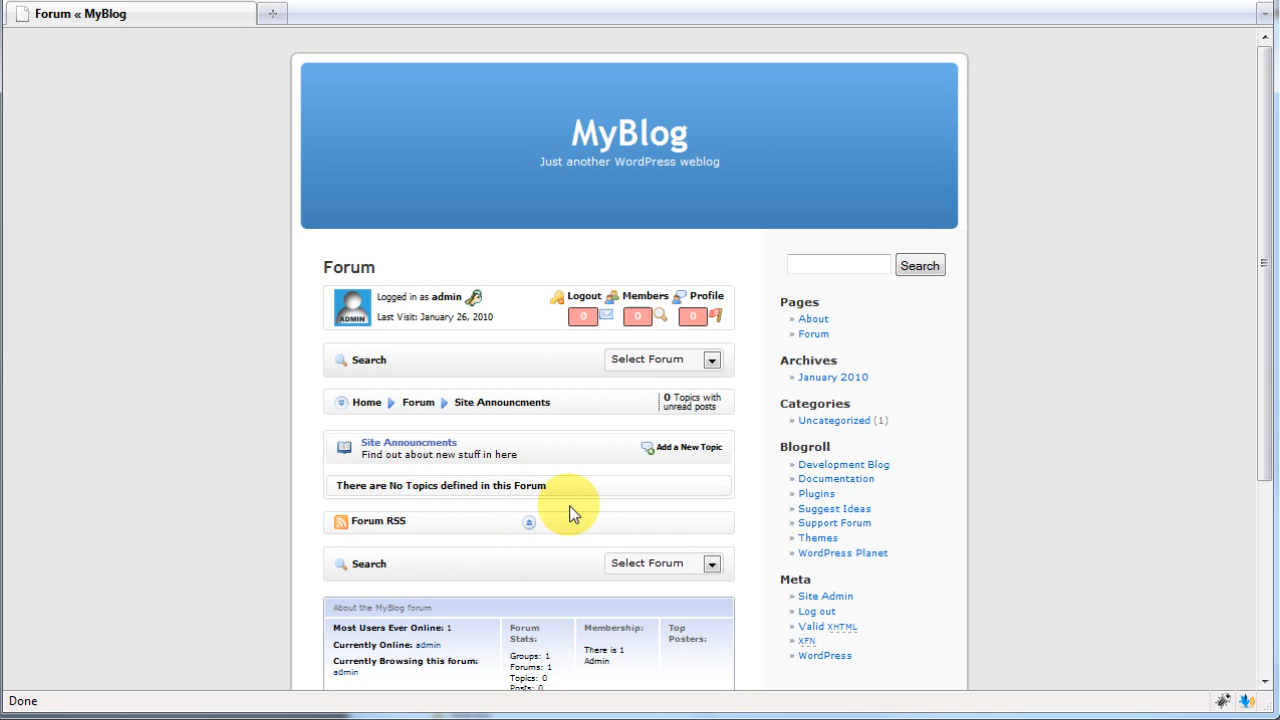 Forum « MyBlog
MyBlog
Just another WordPress weblog
Forum
Logged in as admin
Last Visit: January 26, 2010
ADMIN
Logout Members Profile
0 0 0
Search
Select Forum
Home Forum Site Announcments
0 Topics with
unread posts
Site Announcments
Find out about new stuff in here
Add a New Topic
There are No Topics defined in this Forum
Forum RSS
Search
Select Forum
About the MyBlog forum
Most Users Ever Online: 1
Currently Online: admin
Currently Browsing this forum:
admin
Forum
Stats:
Groups: 1
Forums: 1
Topics: 0
Posts: 0
Membership:
There is 1
Admin
Top
Posters:
Search
Pages
» About
» Forum
Archives
» January 2010
Categories
» Uncategorized (1)
Blogroll
» Development Blog
» Documentation
» Plugins
» Suggest Ideas
» Support Forum
» Themes
» WordPress Planet
Meta
» Site Admin
» Log out
» Valid XHTML
» XFN
» WordPress
Done